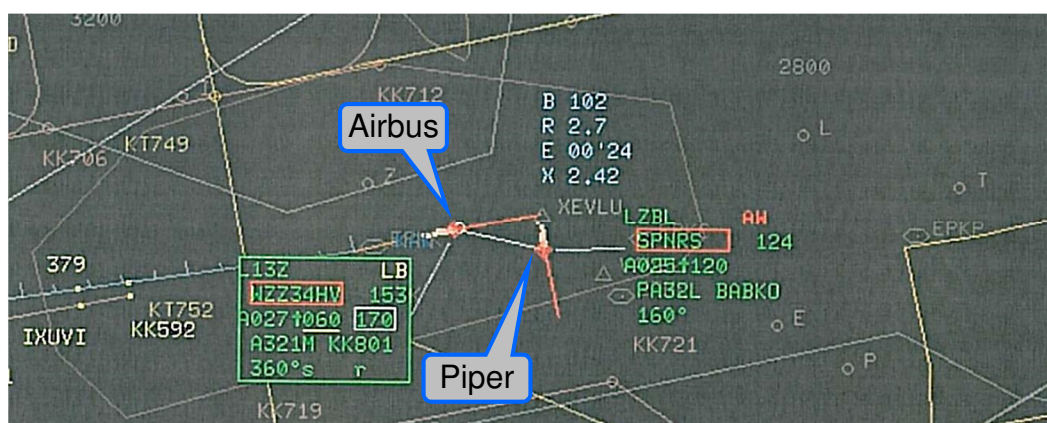 3200
2800
KK712
Airbus
B 102
R 2.7
E 00'24
X 2.42
L
KT749
KK706
Z
T
XEVLU
LZBL
AW
SPNRS 124
EPKP
A025↑120
PA32L BABKO
160°
L13Z LB
WZZ34HV 153
A027↑060 170
A321M KK801
360°s r
379
KT752
IXUVI
KK592
E
KK721
Piper
P
KK719